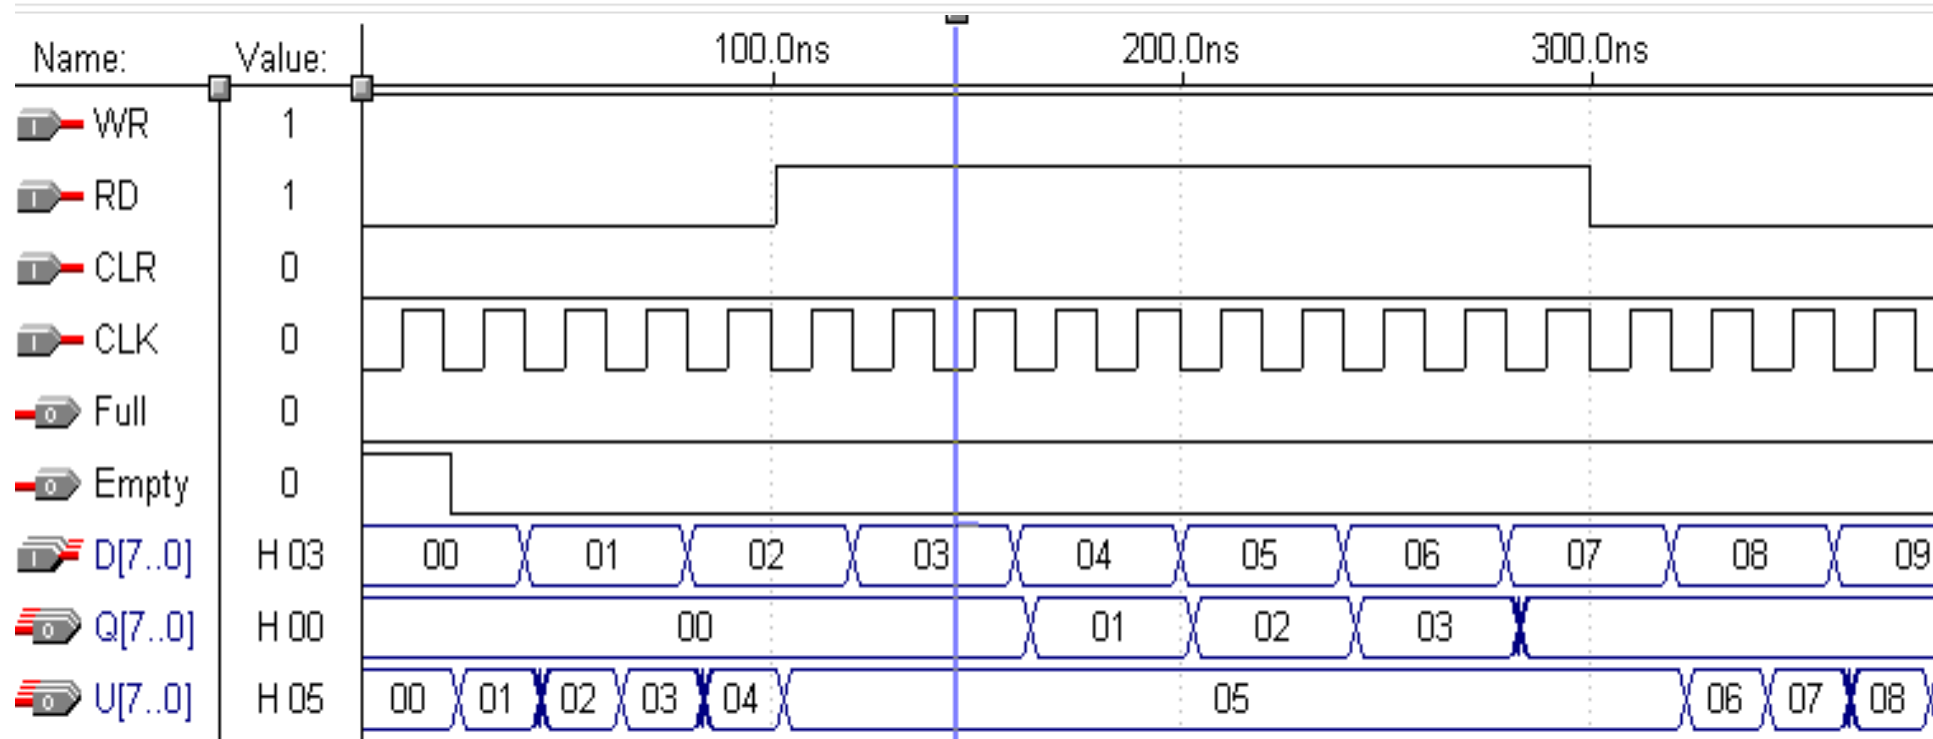 Name: Value: 100.0ns 200.0ns 300.0ns
I WR 1
I RD 1
I CLR 0
I CLK 0
O Full 0
O Empty 0
I D[7..0] H 03 00 01 02 03 04 05 06 07 08 09
O Q[7..0] H 00 00 01 02 03
O U[7..0] H 05 00 01 02 03 04 05 06 07 08